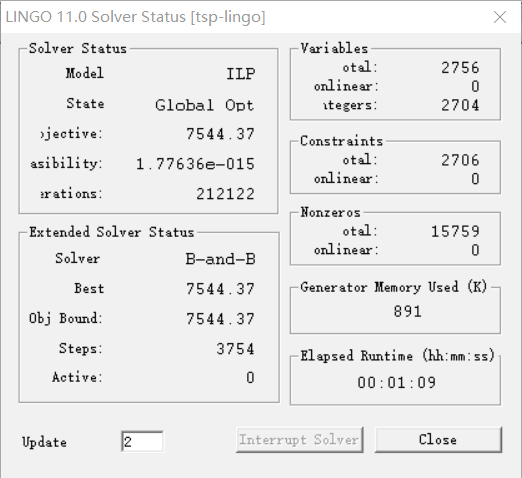 LINGO 11.0 Solver Status [tsp-lingo]
Solver Status
Model ILP
State Global Opt
jective: 7544.37
asibility: 1.77636e-015
erations: 212122
Extended Solver Status
Solver B-and-B
Best 7544.37
Obj Bound: 7544.37
Steps: 3754
Active: 0
Variables
otal: 2756
onlinear: 0
ntegers: 2704
Constraints
otal: 2706
onlinear: 0
Nonzeros
otal: 15759
onlinear: 0
Generator Memory Used (K)
891
Elapsed Runtime (hh:mm:ss)
00:01:09
Update 2
Interrupt Solver
Close